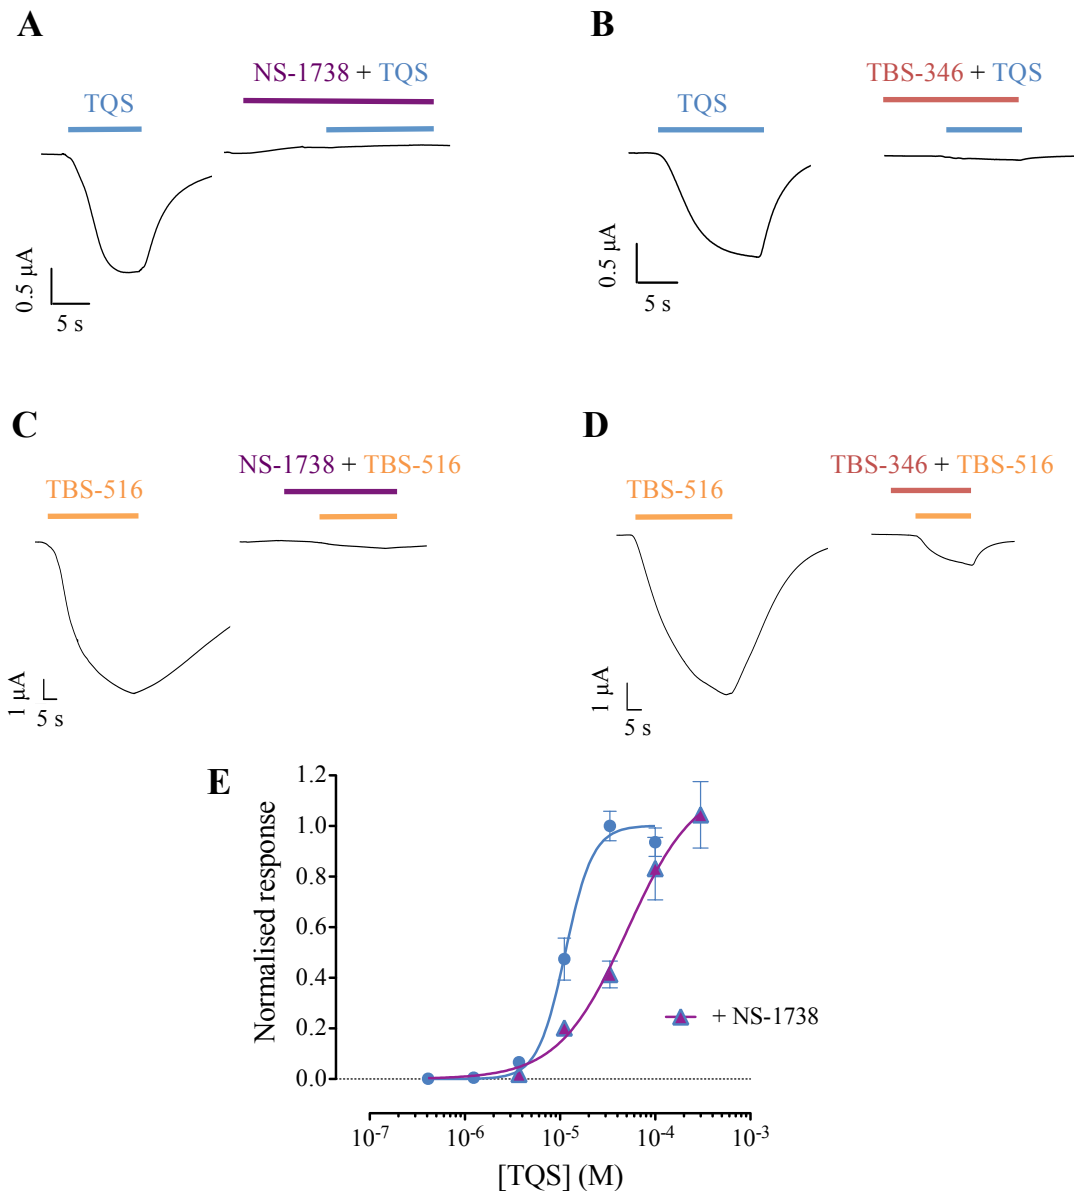 A
NS-1738 + TQS
TQS
0.5 μA
5 s
B
TBS-346 + TQS
TQS
0.5 μA
5 s
C
NS-1738 + TBS-516
TBS-516
1 μA
5 s
D
TBS-346 + TBS-516
TBS-516
1 μA
5 s
E
Normalised response
1.2
1.0
0.8
0.6
0.4
0.2
0.0
+ NS-1738
10⁻⁷ 10⁻⁶ 10⁻⁵ 10⁻⁴ 10⁻³
[TQS] (M)